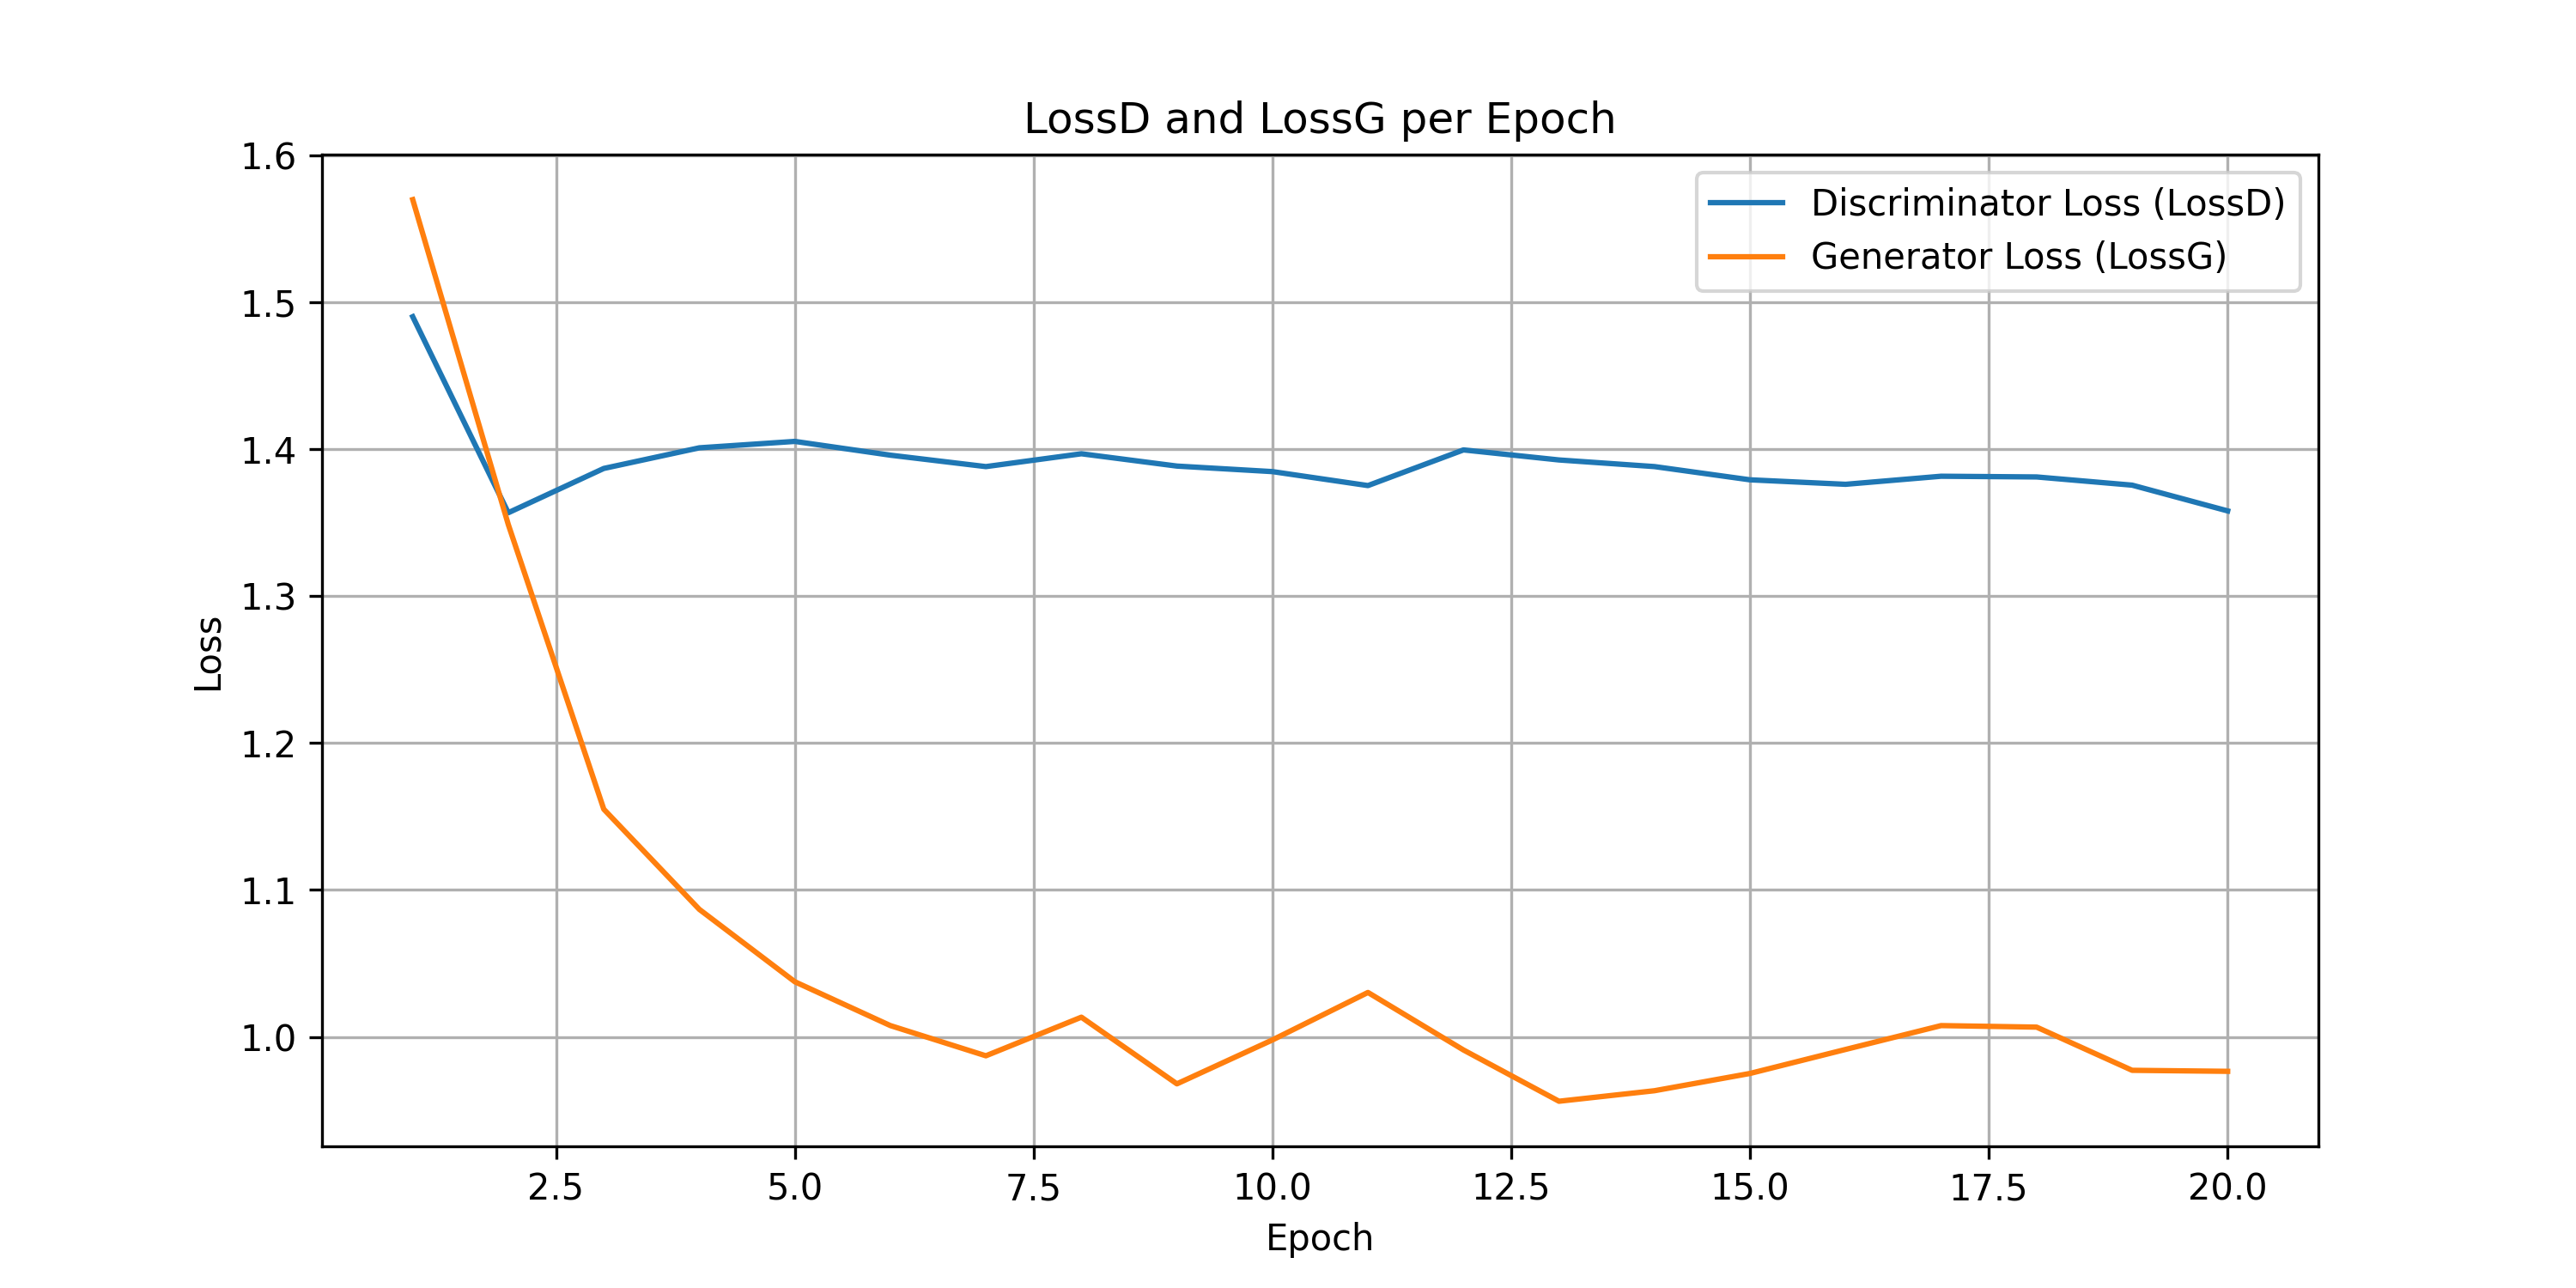 LossD and LossG per Epoch
Discriminator Loss (LossD)
Generator Loss (LossG)
1.6
1.5
1.4
1.3
1.2
1.1
1.0
Loss
2.5 5.0 7.5 10.0 12.5 15.0 17.5 20.0
Epoch